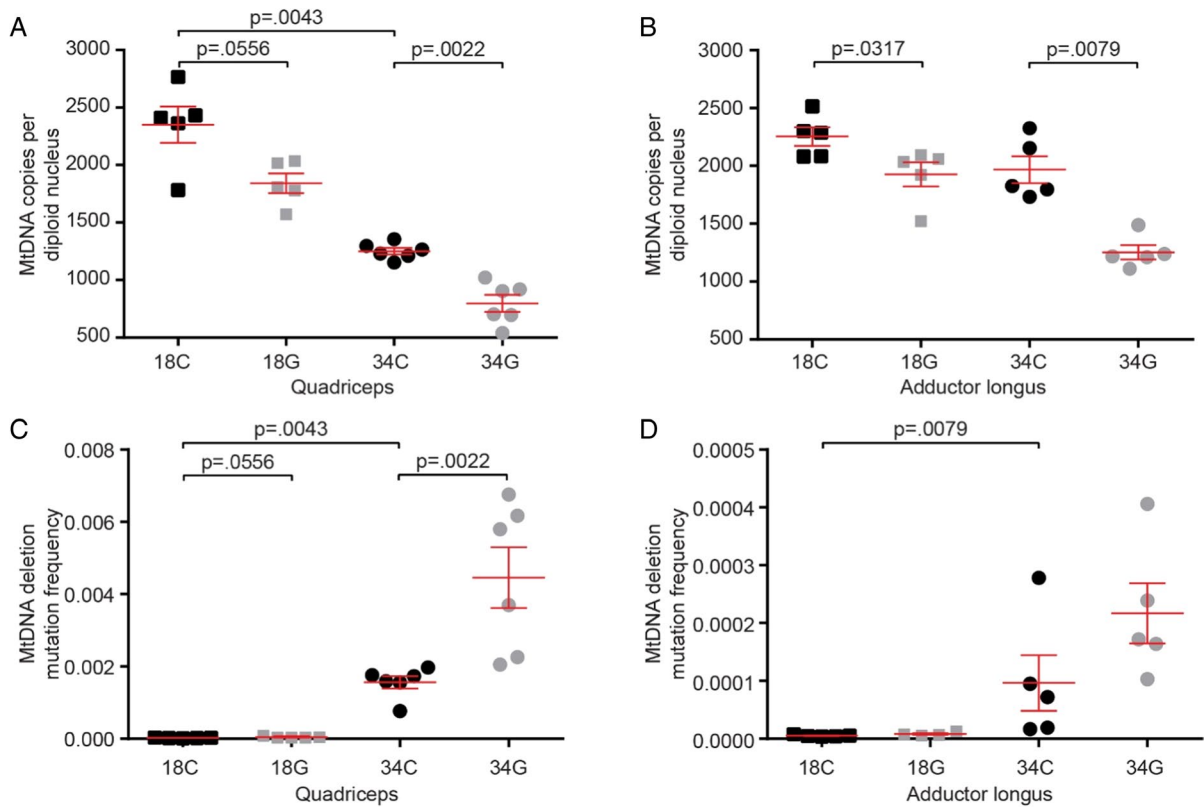 A
p=.0043
p=.0556
p=.0022
MtDNA copies per
diploid nucleus
3000
2500
2000
1500
1000
500
18C
18G
34C
34G
Quadriceps
B
p=.0317
p=.0079
MtDNA copies per
diploid nucleus
3000
2500
2000
1500
1000
500
18C
18G
34C
34G
Adductor longus
C
p=.0043
p=.0556
p=.0022
MtDNA deletion
mutation frequency
0.008
0.006
0.004
0.002
0.000
18C
18G
34C
34G
Quadriceps
D
p=.0079
MtDNA deletion
mutation frequency
0.0005
0.0004
0.0003
0.0002
0.0001
0.0000
18C
18G
34C
34G
Adductor longus